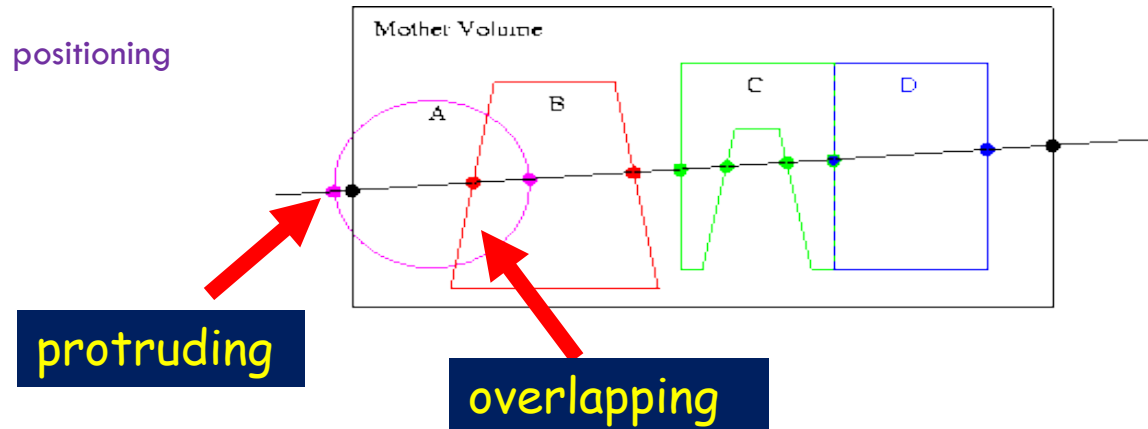 Mother Volume
positioning
A
B
C
D
protruding
overlapping